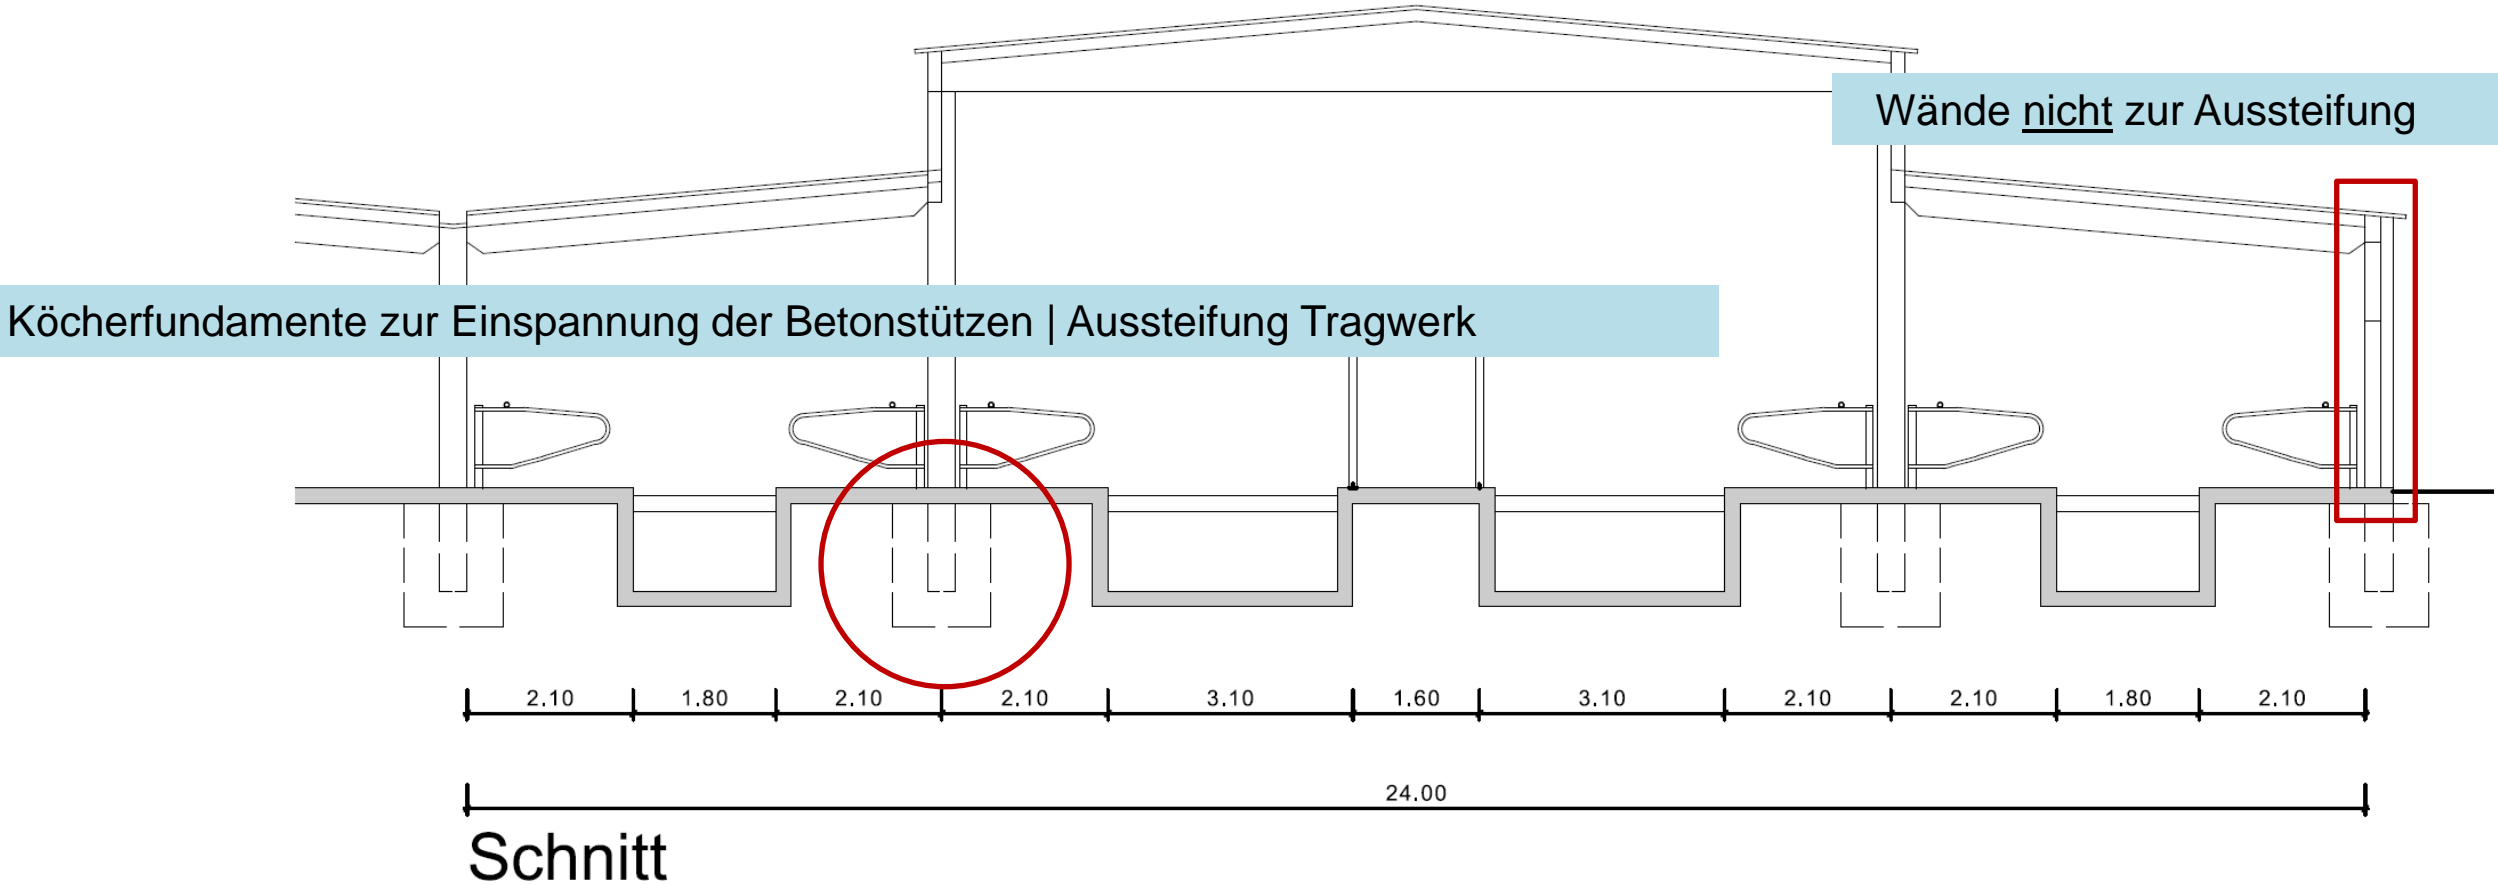 Wände nicht zur Aussteifung
Köcherfundamente zur Einspannung der Betonstützen | Aussteifung Tragwerk
2.10 1.80 2.10 2.10 3.10 1.60 3.10 2.10 2.10 1.80 2.10
24.00
Schnitt